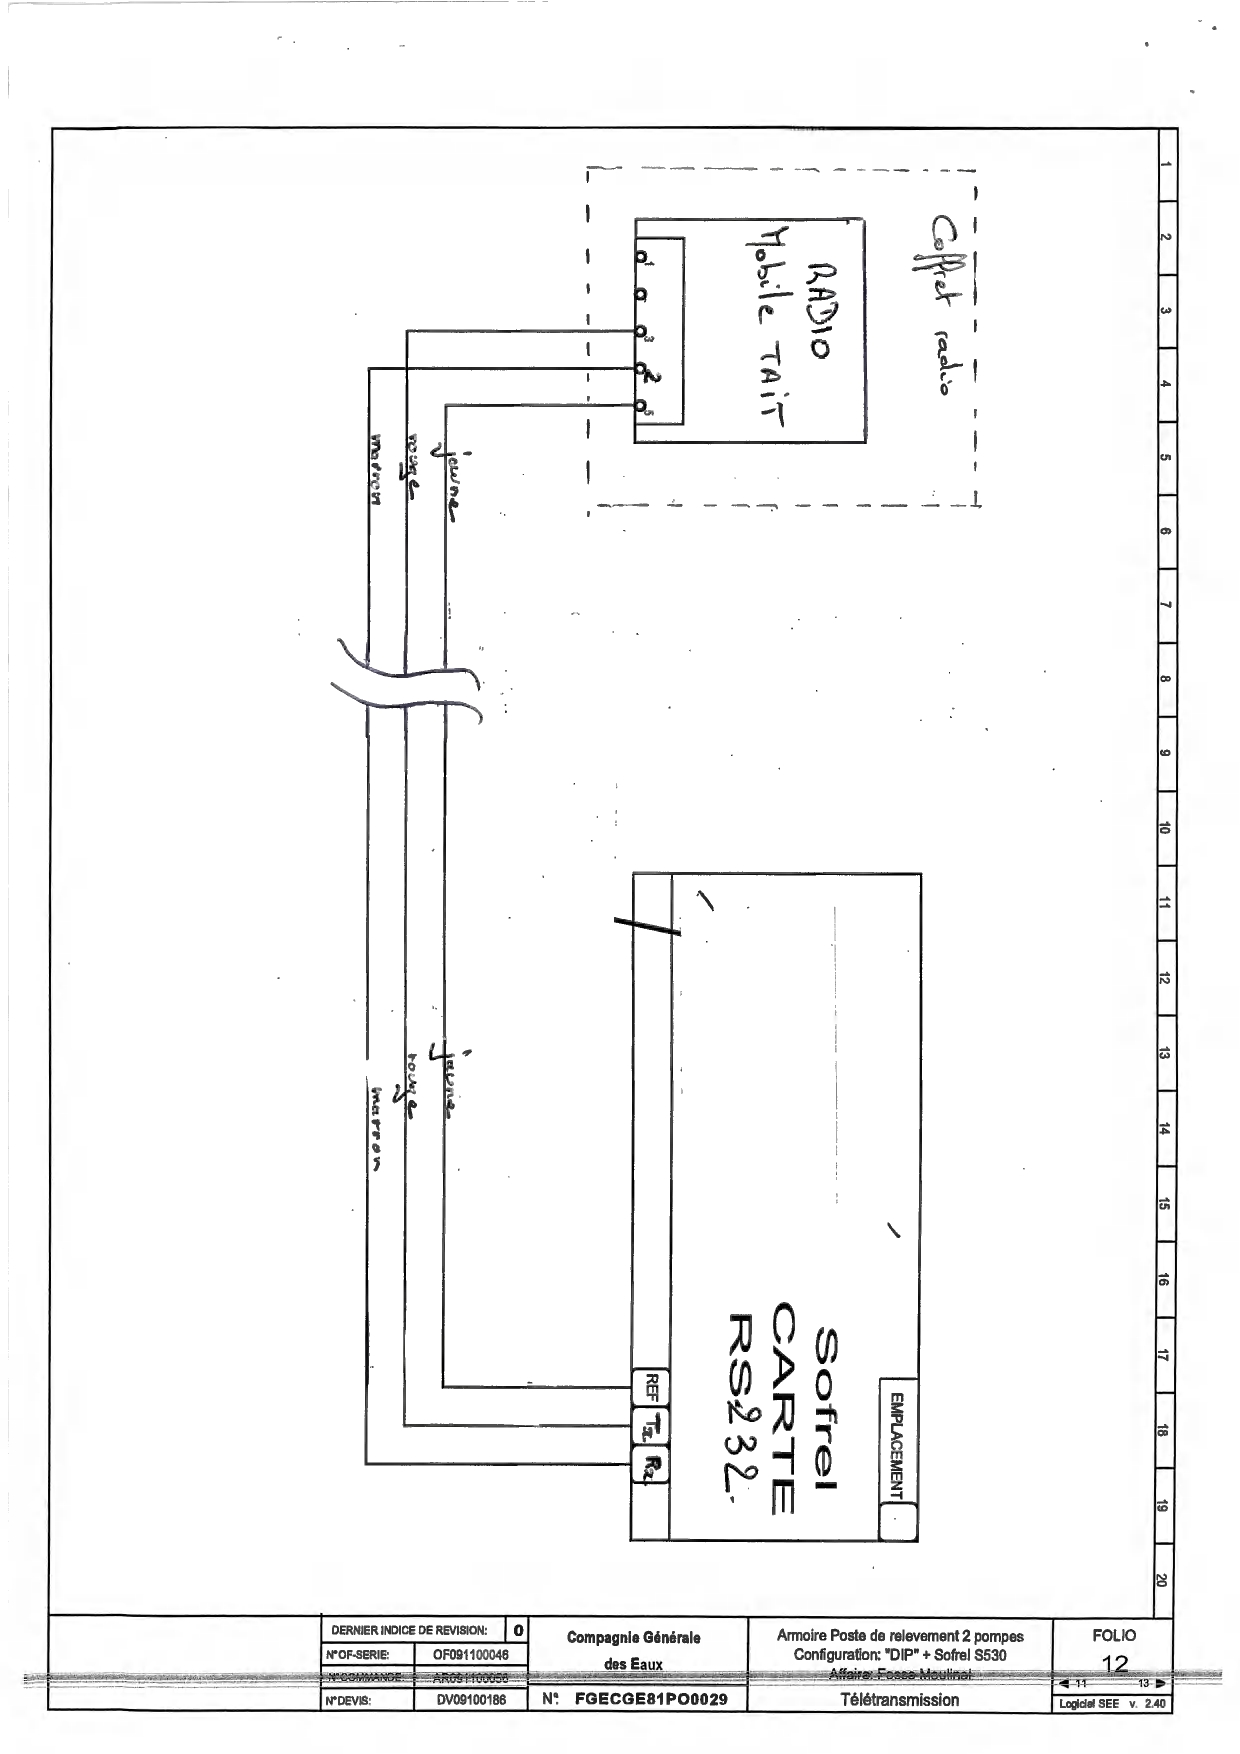 1
2
3
4
5
6
7
8
9
10
11
12
13
14
15
16
17
18
19
20
Coffret radio
RADIO
Mobile TAiT
1
3
2
5
jaune
rouge
marron
jaune
rouge
marron
EMPLACEMENT
Sofrel
CARTE
RS232.
REF
Tx
Rx
DERNIER INDICE DE REVISION: 0
N°OF-SERIE: OF091100046
N°COMMANDE: AR091100056
N°DEVIS: DV09100186
Compagnie Générale
des Eaux
N°. FGECGE81PO0029
Armoire Poste de relevement 2 pompes
Configuration: "DIP" + Sofrel S530
Affaire: Fosse Moulinal
Télétransmission
FOLIO
12
◄ 11 13 ►
Logiciel SEE v. 2.40